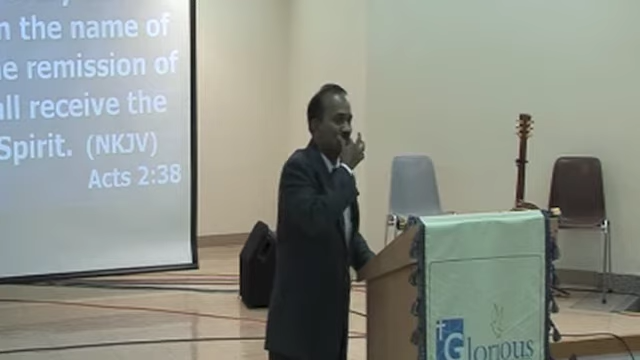 n the name of
e remission of
all receive the
Spirit. (NKJV)
Acts 2:38
Glorious